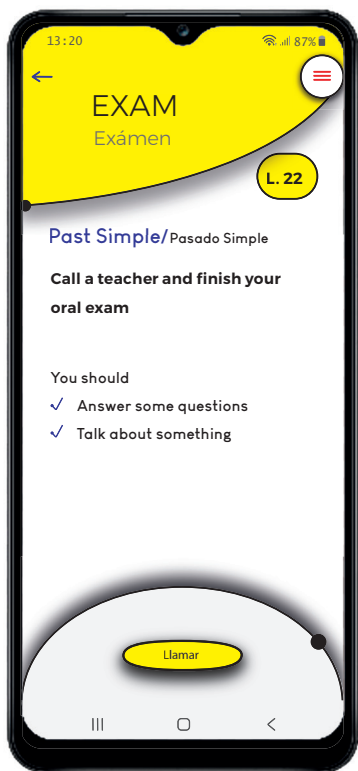 13:20 87%
EXAM
Exámen
L. 22
Past Simple/Pasado Simple
Call a teacher and finish your
oral exam
You should
Answer some questions
Talk about something
Llamar